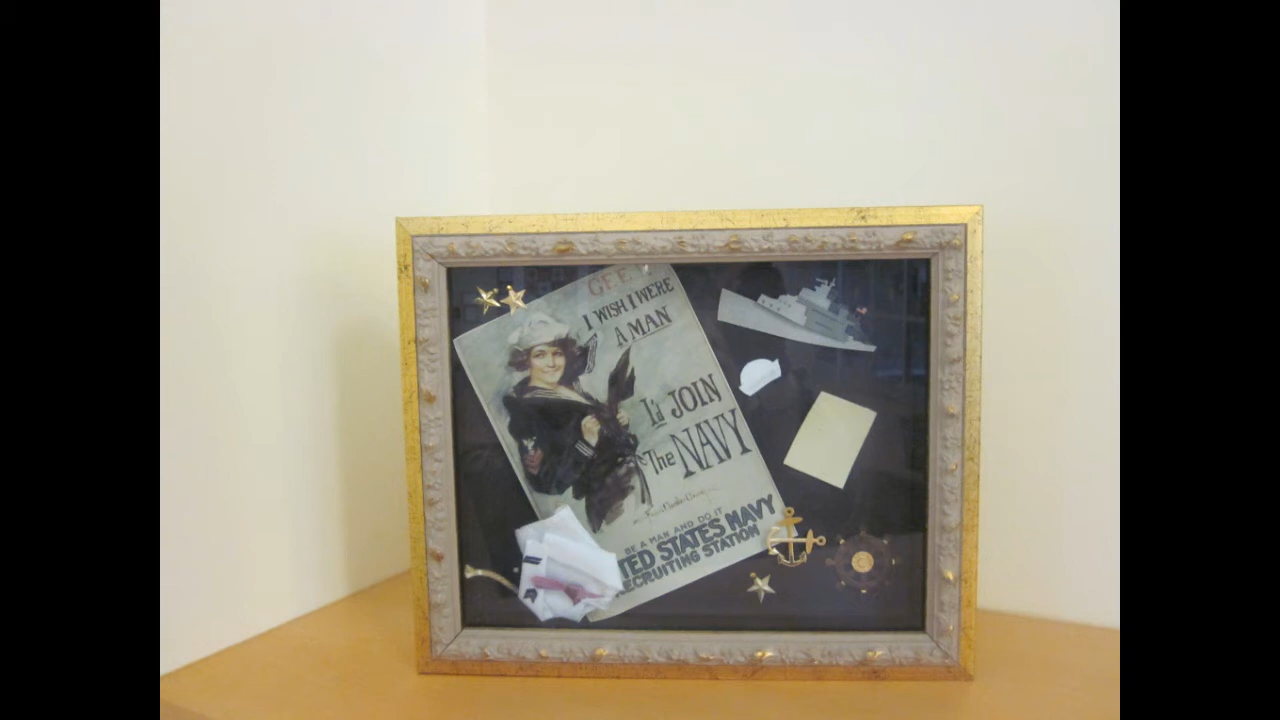 GEE!
I WISH I WERE
A MAN
I'd JOIN
The NAVY
BE A MAN AND DO IT
TED STATES NAVY
RECRUITING STATION